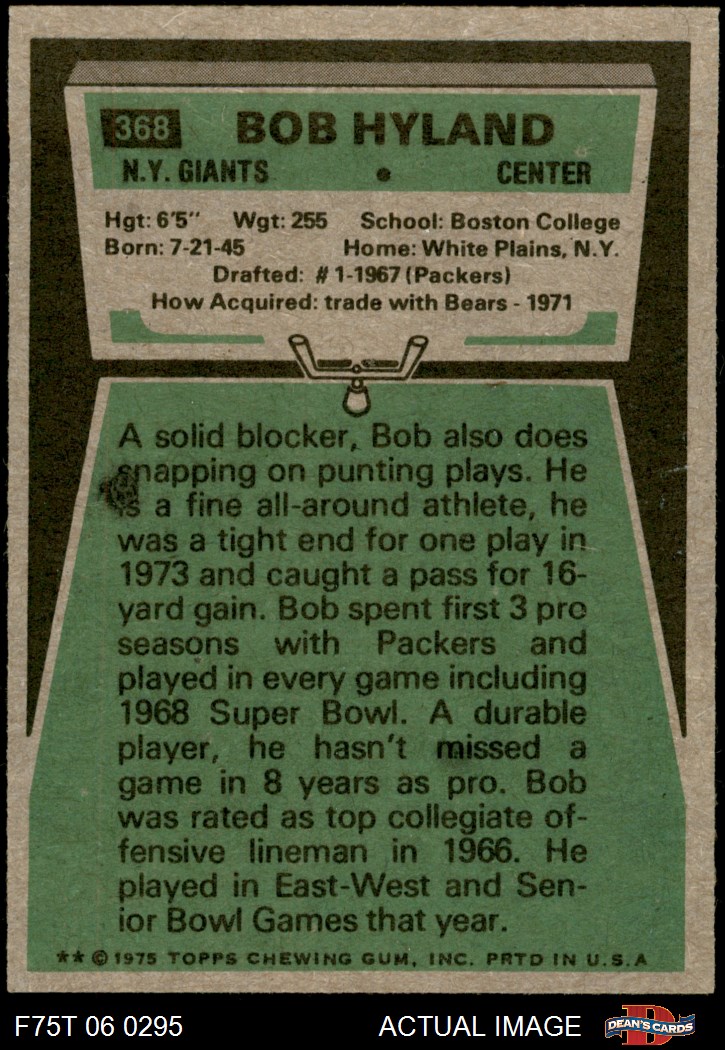 368 BOB HYLAND
N.Y. GIANTS • CENTER
Hgt: 6'5" Wgt: 255 School: Boston College
Born: 7-21-45 Home: White Plains, N.Y.
Drafted: #1-1967 (Packers)
How Acquired: trade with Bears - 1971
A solid blocker, Bob also does
snapping on punting plays. He
is a fine all-around athlete, he
was a tight end for one play in
1973 and caught a pass for 16-
yard gain. Bob spent first 3 pro
seasons with Packers and
played in every game including
1968 Super Bowl. A durable
player, he hasn't missed a
game in 8 years as pro. Bob
was rated as top collegiate of-
fensive lineman in 1966. He
played in East-West and Sen-
ior Bowl Games that year.
** © 1975 TOPPS CHEWING GUM, INC. PRTD IN U.S.A
F75T 06 0295 ACTUAL IMAGE DEAN'S CARDS